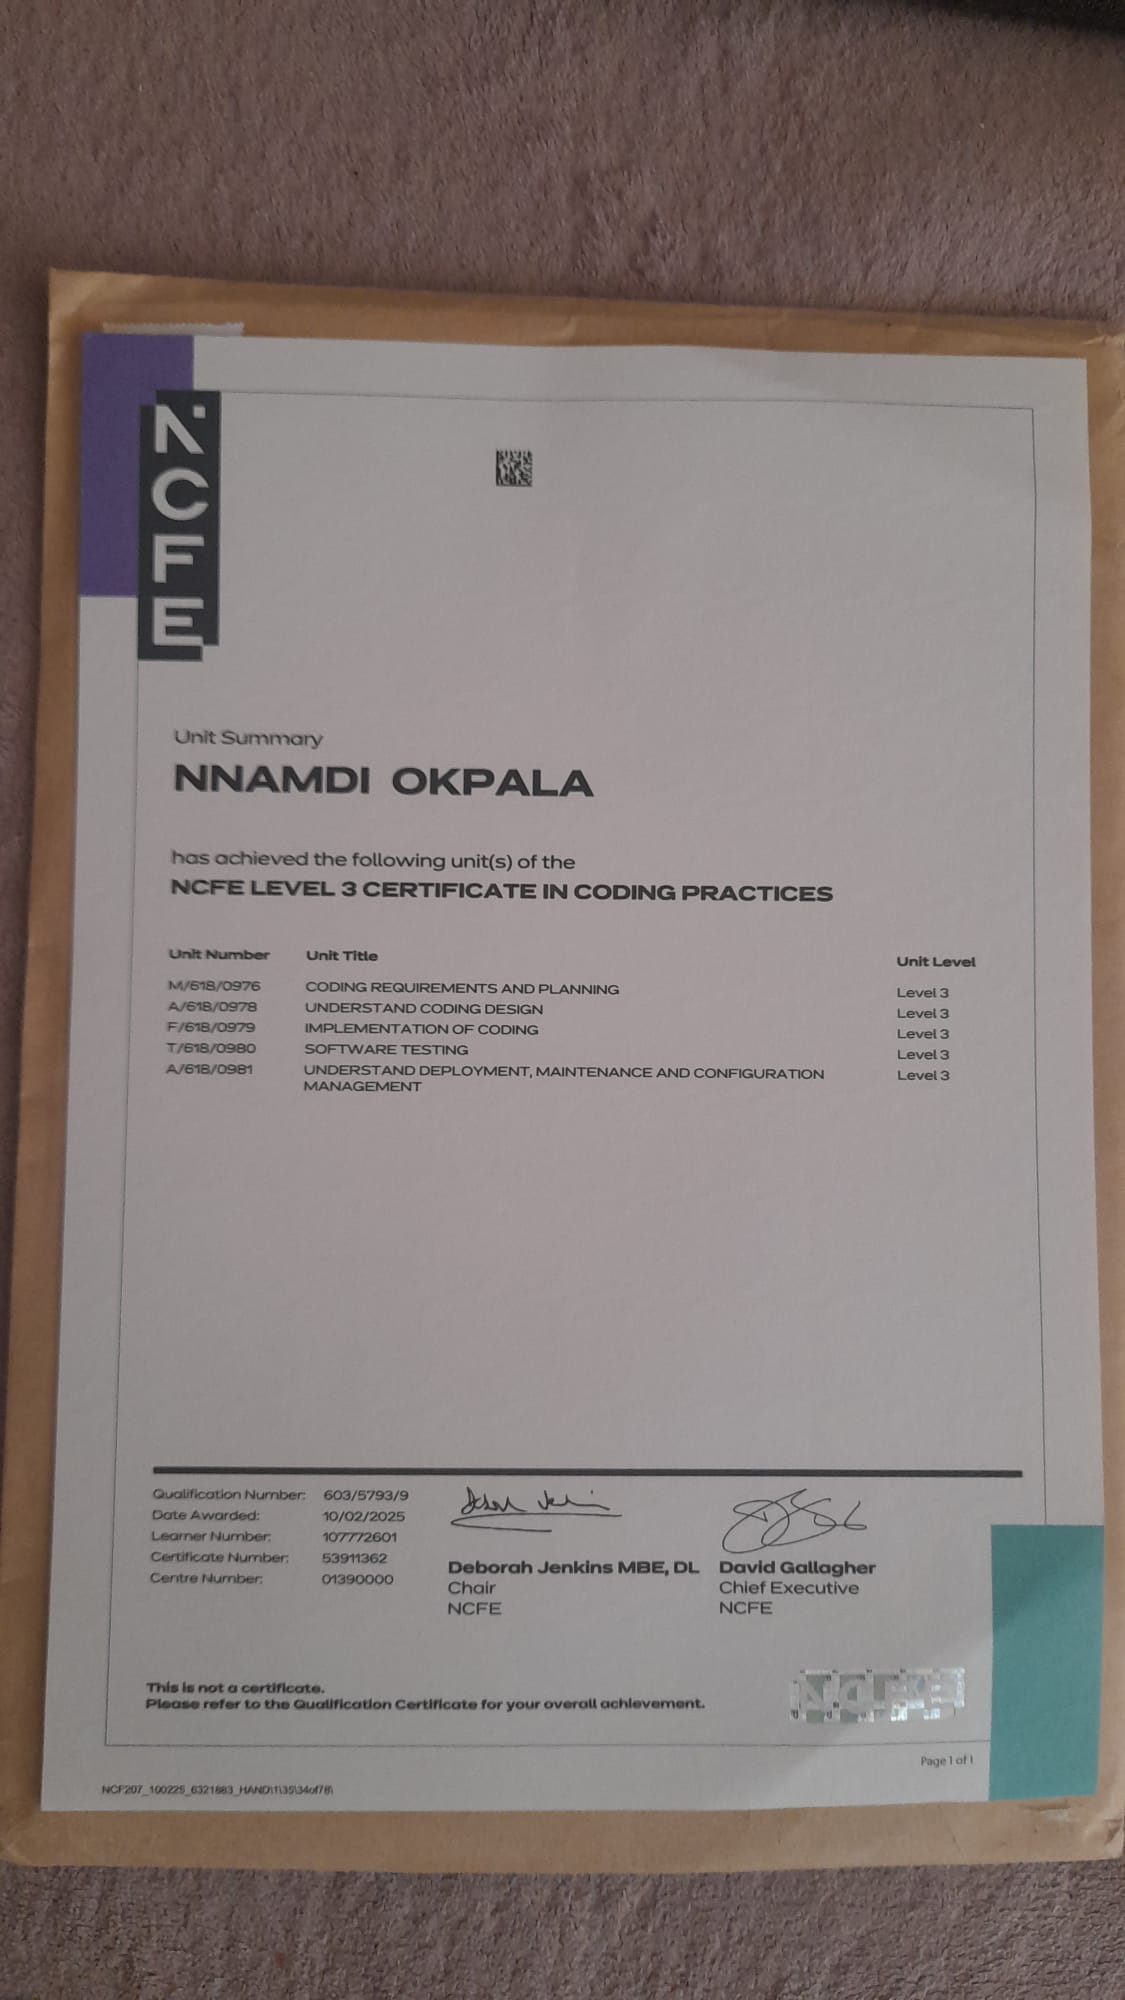 NCFE
Unit Summary
NNAMDI OKPALA
has achieved the following unit(s) of the
NCFE LEVEL 3 CERTIFICATE IN CODING PRACTICES
Unit Number Unit Title Unit Level
M/618/0976 CODING REQUIREMENTS AND PLANNING Level 3
A/618/0978 UNDERSTAND CODING DESIGN Level 3
F/618/0979 IMPLEMENTATION OF CODING Level 3
T/618/0980 SOFTWARE TESTING Level 3
A/618/0981 UNDERSTAND DEPLOYMENT, MAINTENANCE AND CONFIGURATION Level 3
MANAGEMENT
Qualification Number: 603/5793/9
Date Awarded: 10/02/2025
Learner Number: 107772601
Certificate Number: 53911362
Centre Number: 01390000
Deborah Jenkins MBE, DL
Chair
NCFE
David Gallagher
Chief Executive
NCFE
This is not a certificate.
Please refer to the Qualification Certificate for your overall achievement.
NCFE
Page 1 of 1
NCF207_100225_6321883_HAND\1\35\34of78\